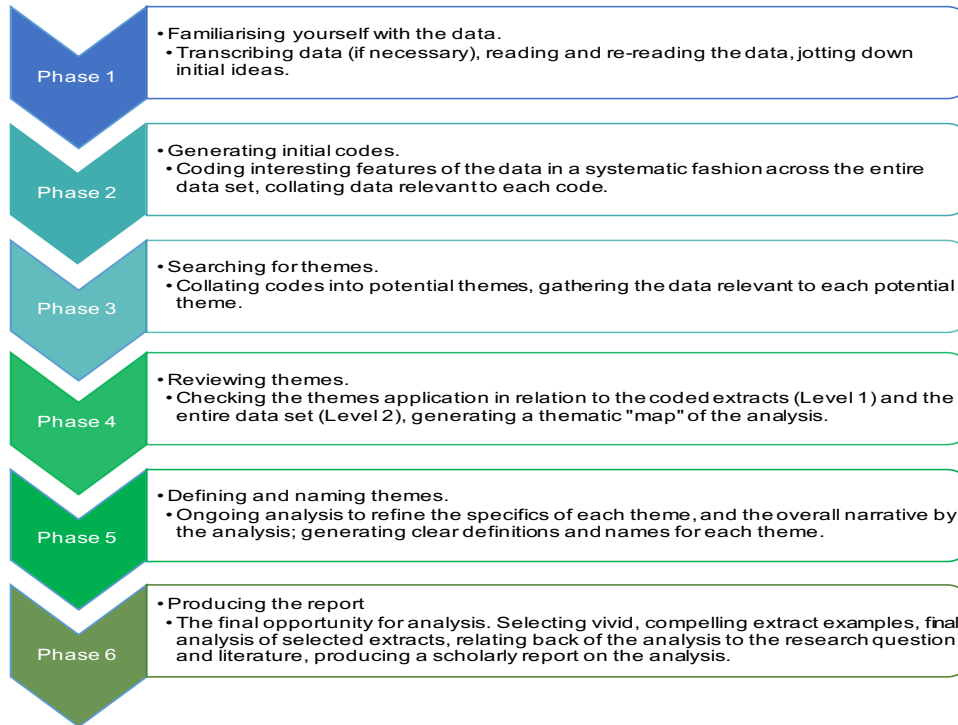 Phase 1
• Familiarising yourself with the data.
• Transcribing data (if necessary), reading and re-reading the data, jotting down
initial ideas.
Phase 2
• Generating initial codes.
• Coding interesting features of the data in a systematic fashion across the entire
data set, collating data relevant to each code.
Phase 3
• Searching for themes.
• Collating codes into potential themes, gathering the data relevant to each potential
theme.
Phase 4
• Reviewing themes.
• Checking the themes application in relation to the coded extracts (Level 1) and the
entire data set (Level 2), generating a thematic "map" of the analysis.
Phase 5
• Defining and naming themes.
• Ongoing analysis to refine the specifics of each theme, and the overall narrative by
the analysis; generating clear definitions and names for each theme.
Phase 6
• Producing the report
• The final opportunity for analysis. Selecting vivid, compelling extract examples, final
analysis of selected extracts, relating back of the analysis to the research question
and literature, producing a scholarly report on the analysis.